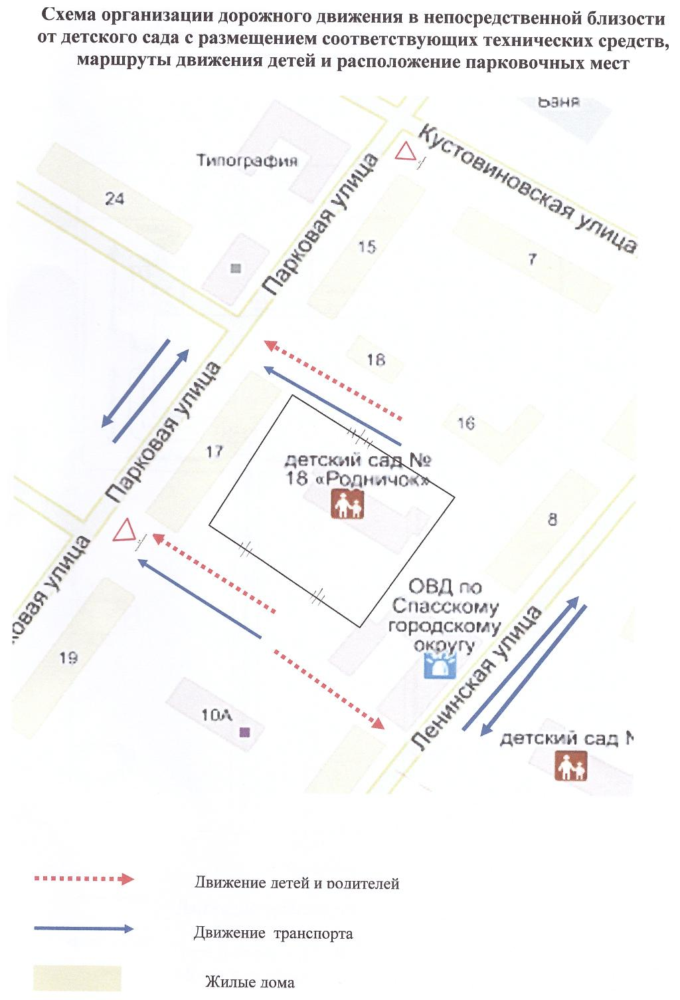 Схема организации дорожного движения в непосредственной близости
от детского сада с размещением соответствующих технических средств,
маршруты движения детей и расположение парковочных мест
Баня
Кустовиновская улица
Типография
Парковая улица
24
15
7
18
16
Парковая улица
17
детский сад №
18 «Родничок»
8
ОВД по
Спасскому
городскому
округу
ковая улица
19
10А
Ленинская улица
детский сад №
Движение детей и родителей
Движение транспорта
Жилые дома